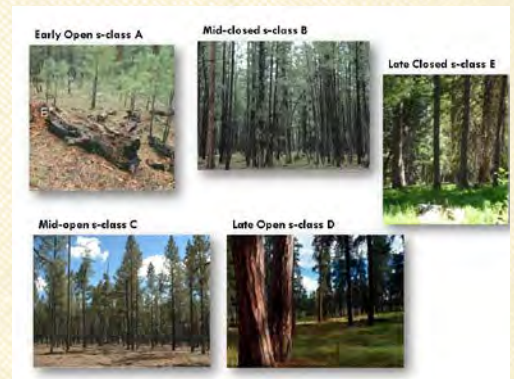 Early Open s-class A
Mid-closed s-class B
Late Closed s-class E
Mid-open s-class C
Late Open s-class D